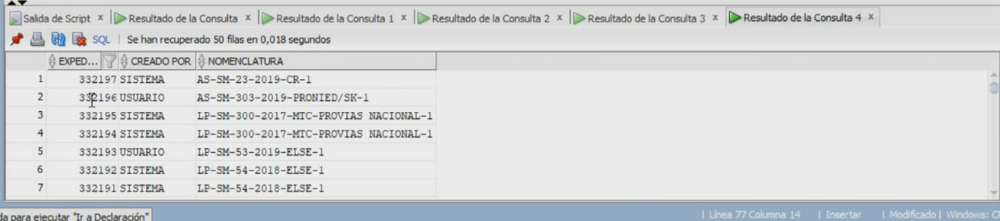 Salida de Script x Resultado de la Consulta x Resultado de la Consulta 1 x Resultado de la Consulta 2 x Resultado de la Consulta 3 x Resultado de la Consulta 4 x
SQL | Se han recuperado 50 filas en 0,018 segundos
EXPED... CREADO POR NOMENCLATURA
1 332197 SISTEMA AS-SM-23-2019-CR-1
2 332196 USUARIO AS-SM-303-2019-PRONIED/SK-1
3 332195 SISTEMA LP-SM-300-2017-MTC-PROVIAS NACIONAL-1
4 332194 SISTEMA LP-SM-300-2017-MTC-PROVIAS NACIONAL-1
5 332193 USUARIO LP-SM-53-2019-ELSE-1
6 332192 SISTEMA LP-SM-54-2018-ELSE-1
7 332191 SISTEMA LP-SM-54-2018-ELSE-1
da para ejecutar "Ir a Declaración" | Línea 77 Columna 14 | Insertar | Modificado | Windows: